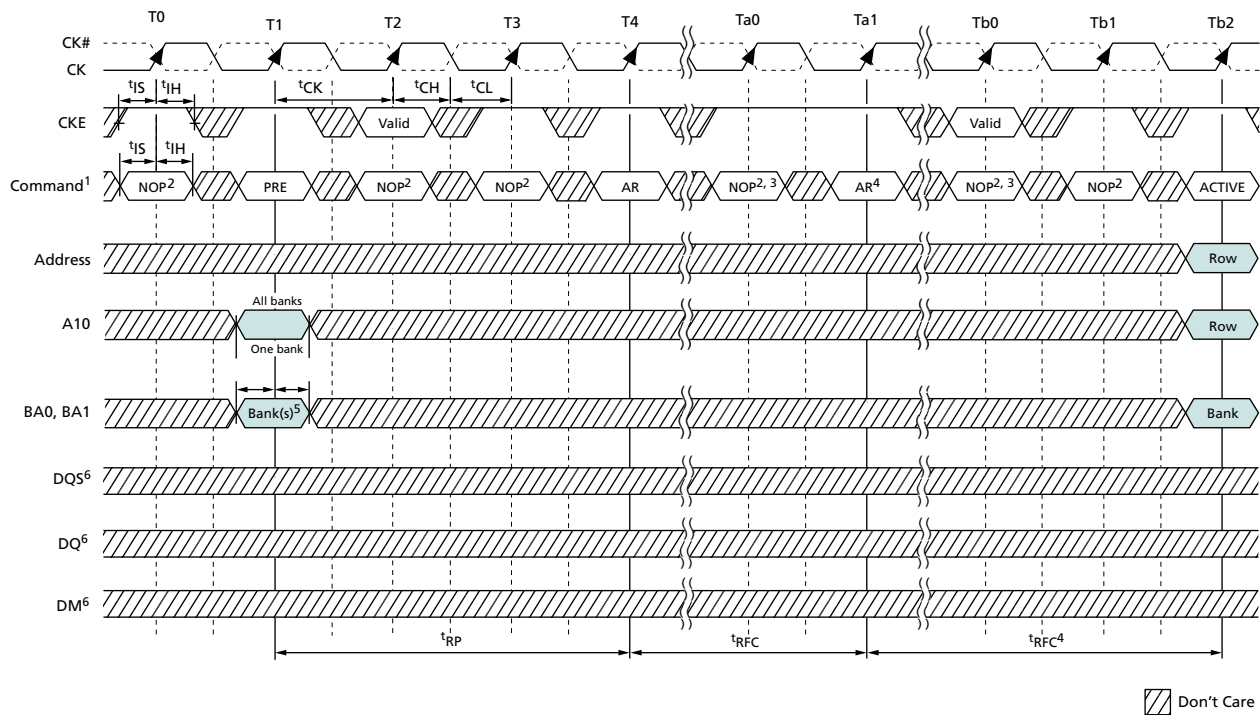 T0 T1 T2 T3 T4 Ta0 Ta1 Tb0 Tb1 Tb2
CK#
CK
tIS tIH tCK tCH tCL
CKE Valid Valid
tIS tIH
Command1 NOP2 PRE NOP2 NOP2 AR NOP2, 3 AR4 NOP2, 3 NOP2 ACTIVE
Address Row
All banks
A10 Row
One bank
BA0, BA1 Bank(s)5 Bank
DQS6
DQ6
DM6
tRP tRFC tRFC4
Don't Care